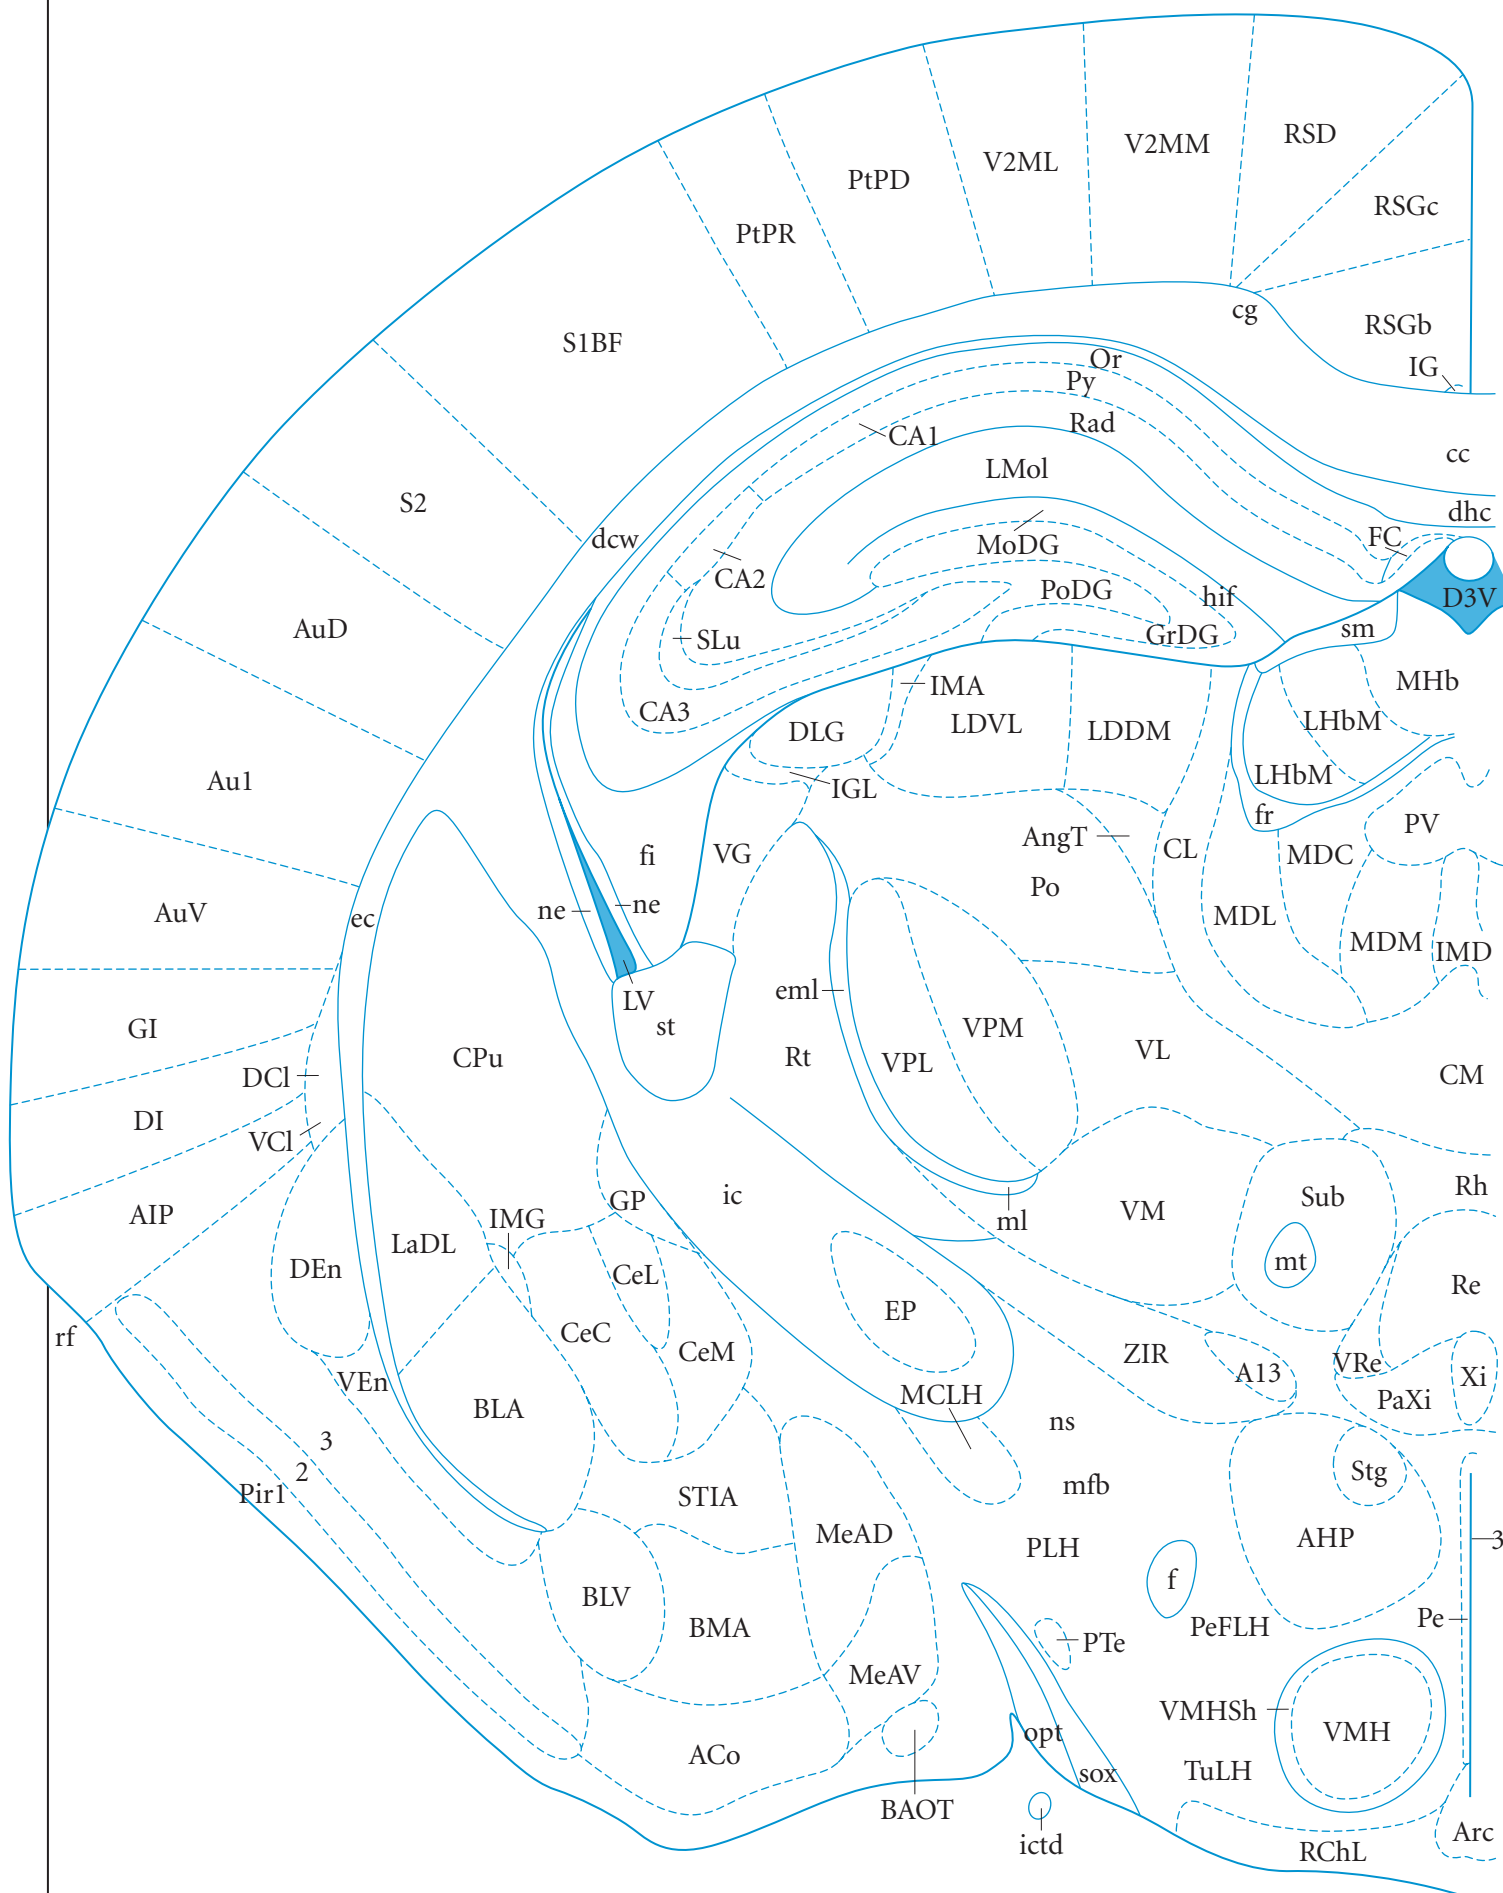 RSD
V2MM
V2ML
PtPD
RSGc
PtPR
cg
RSGb
S1BF
Or
IG
Py
Rad
CA1
cc
LMol
S2
dhc
dcw
FC
MoDG
CA2
PoDG
hif
D3V
AuD
SLu
GrDG
sm
IMA
MHb
CA3
LDVL
LHbM
DLG
LDDM
Au1
LHbM
IGL
fr
PV
AngT
CL
fi
VG
MDC
Po
ne
ne
AuV
ec
MDL
MDM
IMD
eml
LV
GI
st
VPM
CPu
Rt
VPL
VL
DCl
CM
DI
VCl
ic
GP
Sub
Rh
AIP
IMG
ml
VM
LaDL
DEn
CeL
mt
Re
EP
rf
CeC
CeM
ZIR
A13
VRe
Xi
VEn
MCLH
PaXi
BLA
ns
3
2
Stg
Pir1
STIA
mfb
MeAD
PLH
AHP
3
f
BLV
BMA
PTe
PeFLH
Pe
MeAV
VMHSh
VMH
opt
ACo
sox
TuLH
BAOT
ictd
RChL
Arc